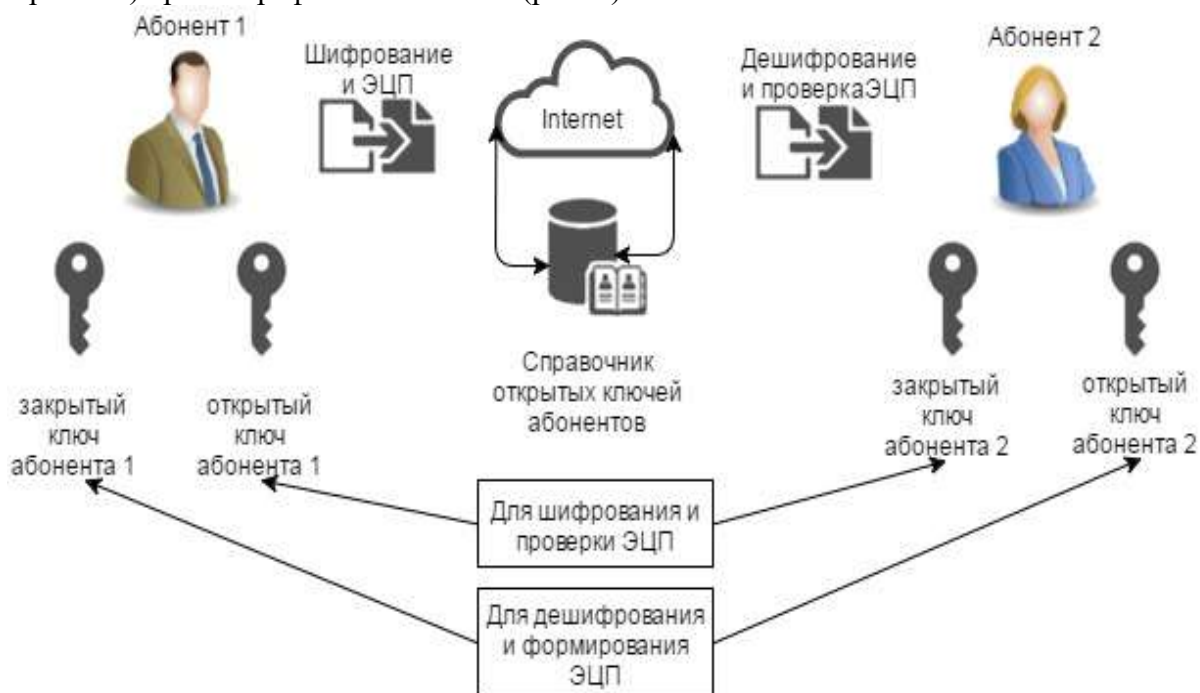 Абонент 1
Шифрование
и ЭЦП
Internet
Дешифрование
и проверкаЭЦП
Абонент 2
Справочник
открытых ключей
абонентов
закрытый
ключ
абонента 1
открытый
ключ
абонента 1
закрытый
ключ
абонента 2
открытый
ключ
абонента 2
Для шифрования и
проверки ЭЦП
Для дешифрования
и формирования
ЭЦП